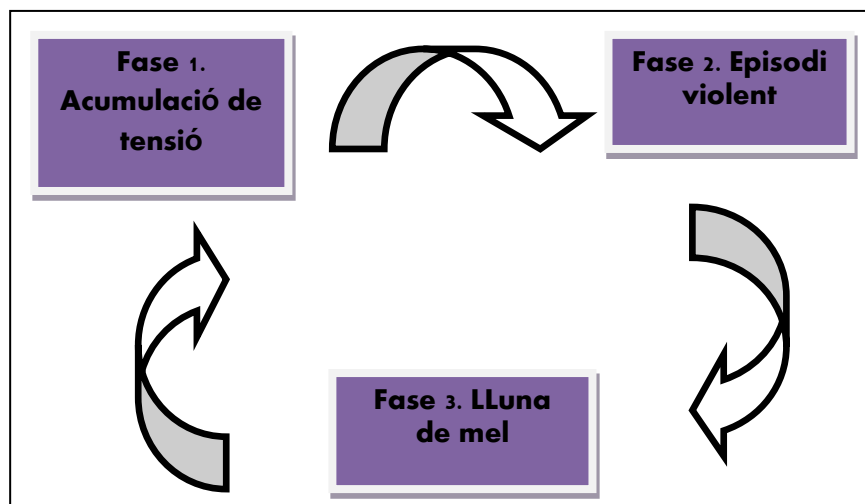 Fase 1.
Acumulació de
tensió
Fase 2. Episodi
violent
Fase 3. LLuna
de mel